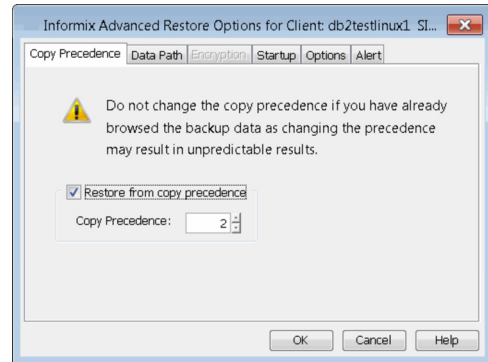 Informix Advanced Restore Options for Client: db2testlinux1 SI...
Copy Precedence Data Path Encryption Startup Options Alert
Do not change the copy precedence if you have already
browsed the backup data as changing the precedence
may result in unpredictable results.
Restore from copy precedence
Copy Precedence: 2
OK Cancel Help